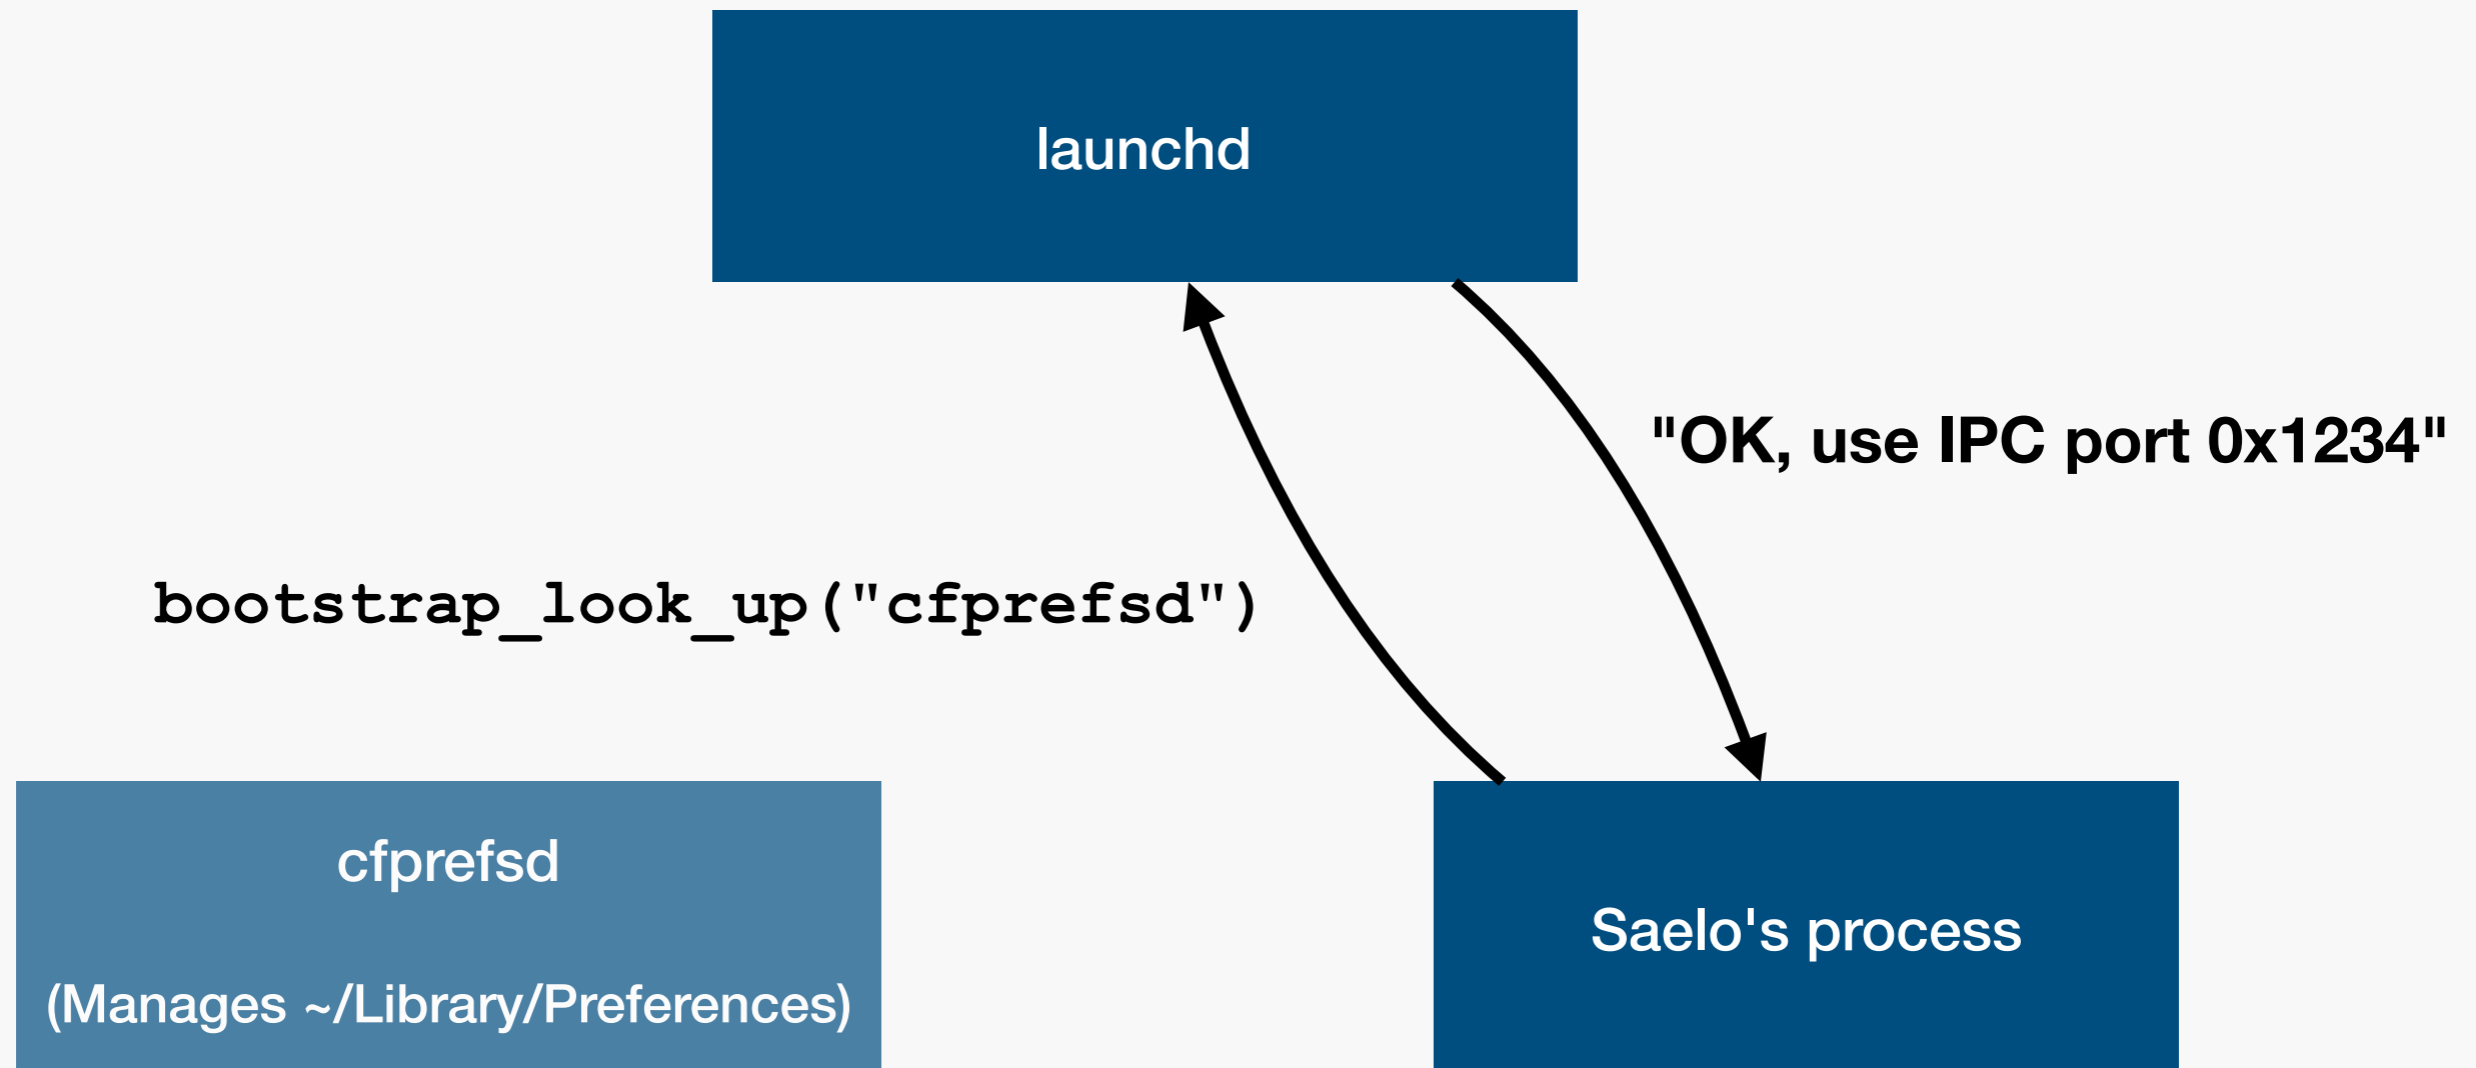 launchd
"OK, use IPC port 0x1234"
bootstrap_look_up("cfprefsd")
cfprefsd
(Manages ~/Library/Preferences)
Saelo's process